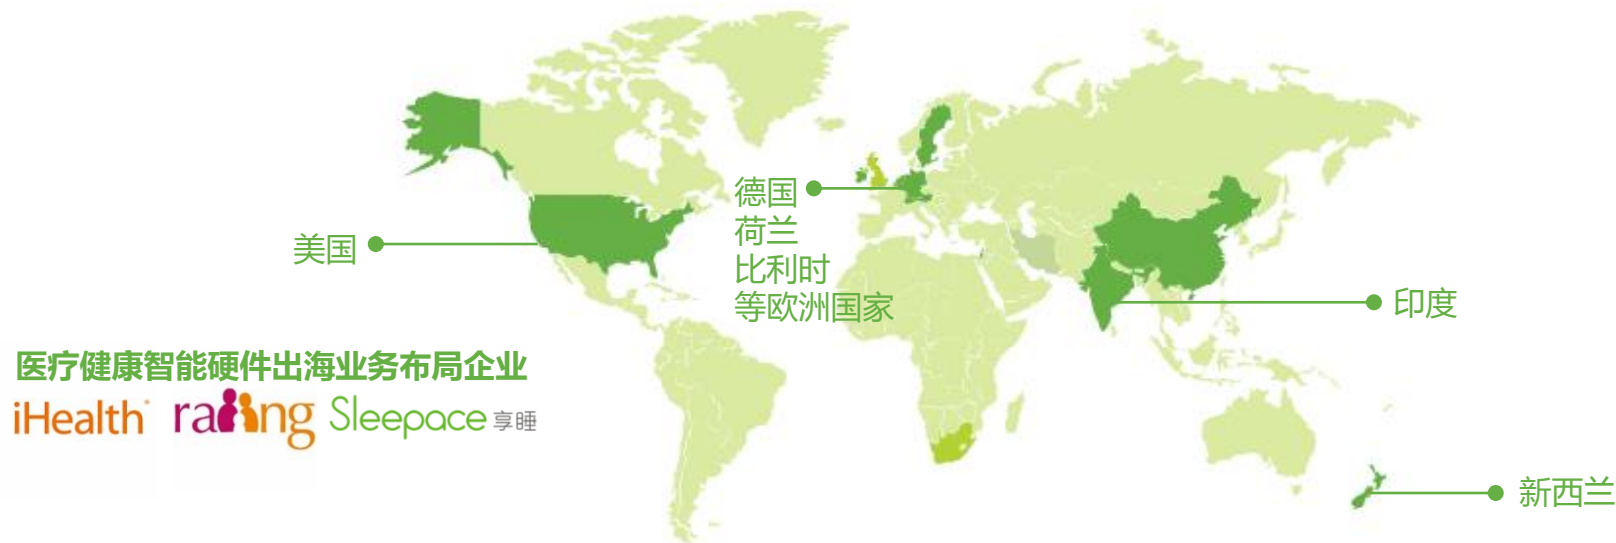 美国
德国
荷兰
比利时
等欧洲国家
印度
医疗健康智能硬件出海业务布局企业
iHealth raiing Sleepace 享睡
新西兰